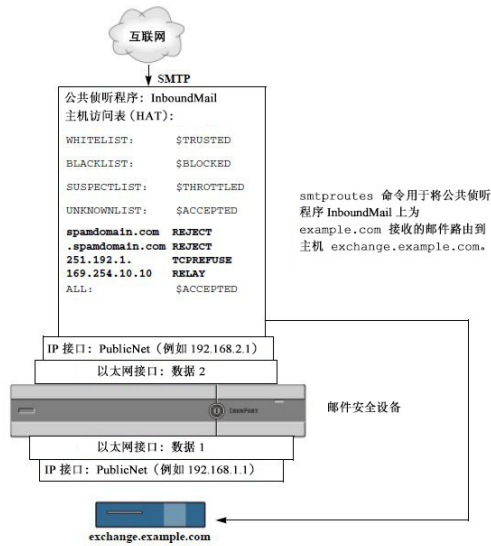 互联网
SMTP
公共侦听程序：InboundMail
主机访问表（HAT）：
WHITELIST: $TRUSTED
BLACKLIST: $BLOCKED
SUSPECTLIST: $THROTTLED
UNKNOWNLIST: $ACCEPTED
spamdomain.com REJECT
.spamdomain.com REJECT
251.192.1. TCPREFUSE
169.254.10.10 RELAY
ALL: $ACCEPTED
smtproutes 命令用于将公共侦听
程序 InboundMail 上为
example.com 接收的邮件路由到
主机 exchange.example.com。
IP 接口：PublicNet（例如 192.168.2.1）
以太网接口：数据 2
IRONPORT
邮件安全设备
以太网接口：数据 1
IP 接口：PublicNet（例如 192.168.1.1）
exchange.example.com